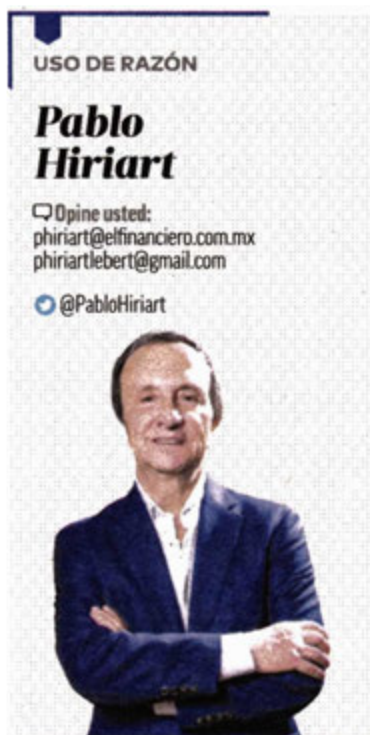 USO DE RAZÓN
Pablo
Hiriart
Opine usted:
phiriart@elfinanciero.com.mx
phiriartlebert@gmail.com
@PabloHiriart